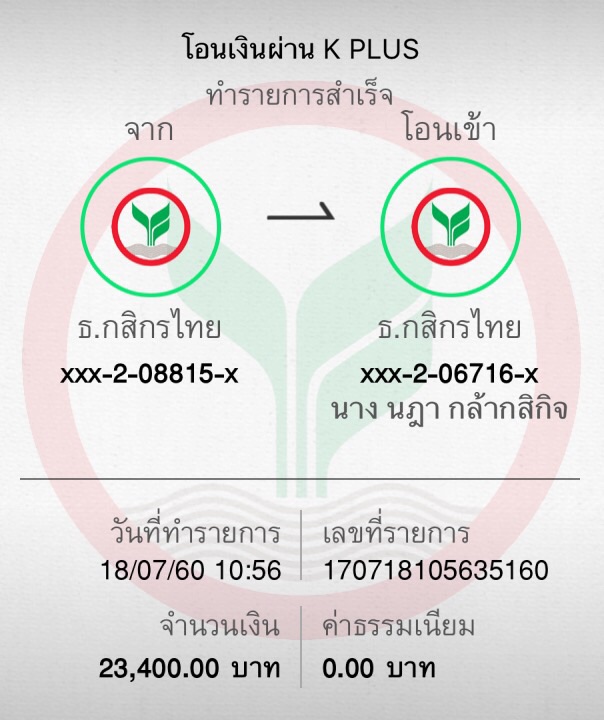 โอนเงินผ่าน K PLUS
ทำรายการสำเร็จ
จาก
โอนเข้า
ธ.กสิกรไทย
ธ.กสิกรไทย
xxx-2-08815-x
xxx-2-06716-x
นาง นฎา กล้ากสิกิจ
วันที่ทำรายการ
เลขที่รายการ
18/07/60 10:56
170718105635160
จำนวนเงิน
ค่าธรรมเนียม
23,400.00 บาท
0.00 บาท